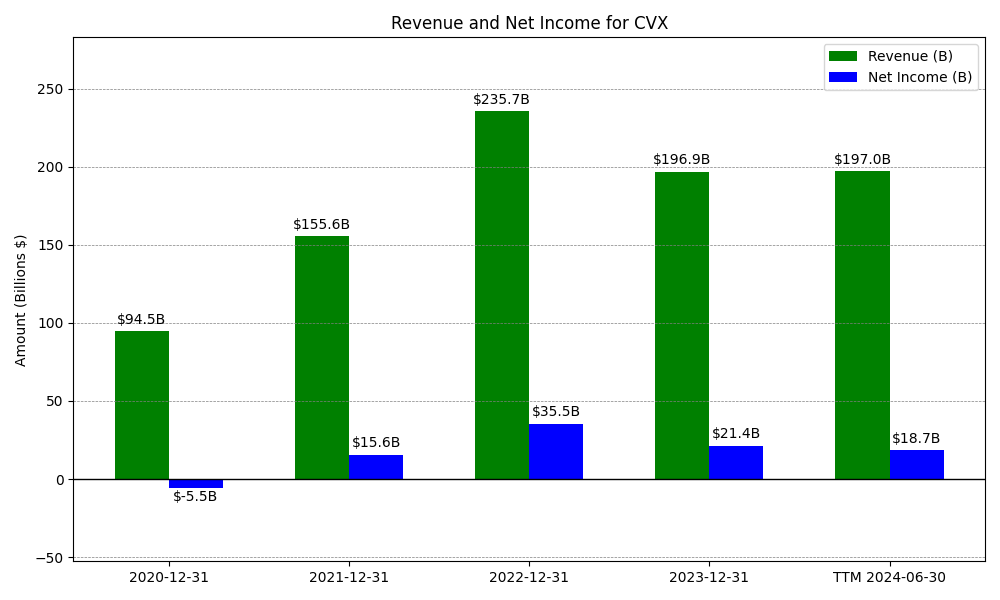 Revenue and Net Income for CVX
Revenue (B)
Net Income (B)
Amount (Billions $)
250
200
150
100
50
0
−50
$94.5B
$-5.5B
$155.6B
$15.6B
$235.7B
$35.5B
$196.9B
$21.4B
$197.0B
$18.7B
2020-12-31
2021-12-31
2022-12-31
2023-12-31
TTM 2024-06-30